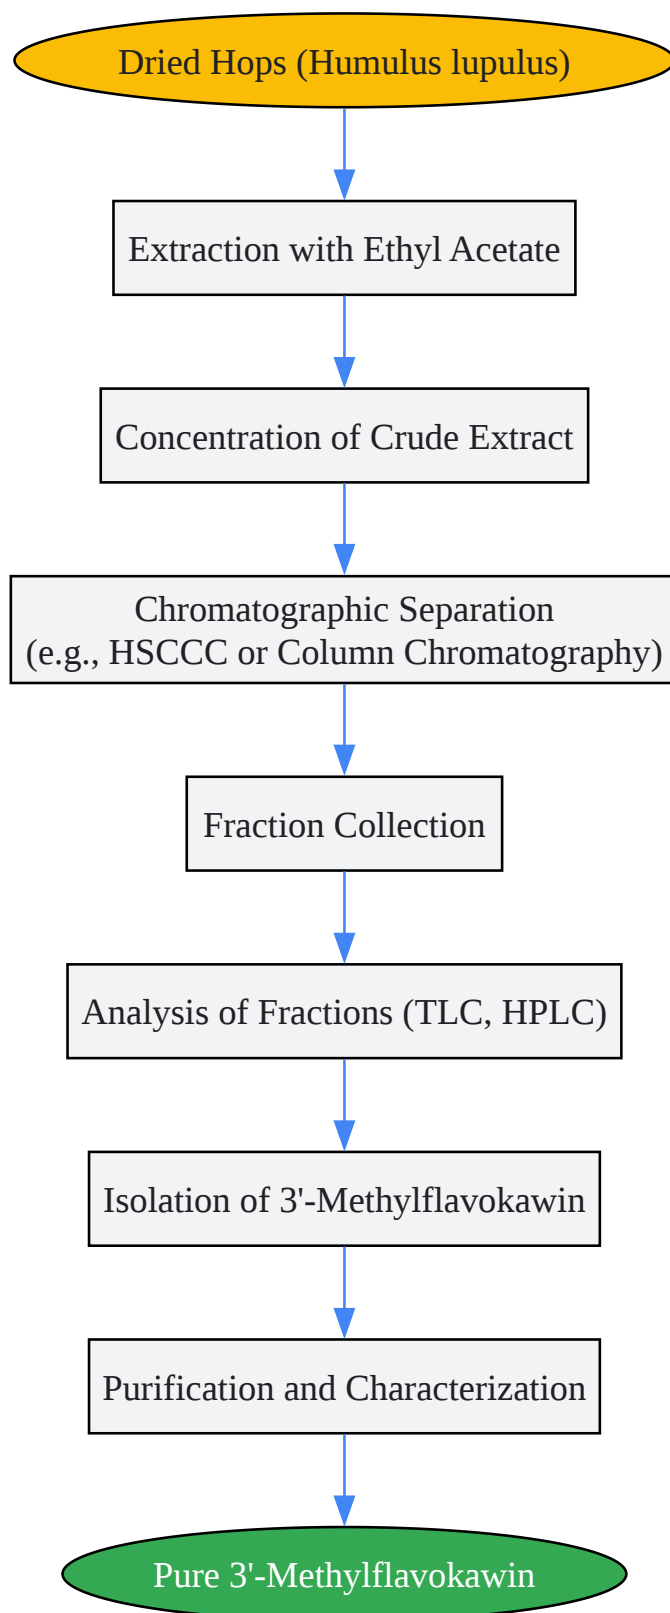 Dried Hops (Humulus lupulus)
Extraction with Ethyl Acetate
Concentration of Crude Extract
Chromatographic Separation
(e.g., HSCCC or Column Chromatography)
Fraction Collection
Analysis of Fractions (TLC, HPLC)
Isolation of 3'-Methylflavokawin
Purification and Characterization
Pure 3'-Methylflavokawin